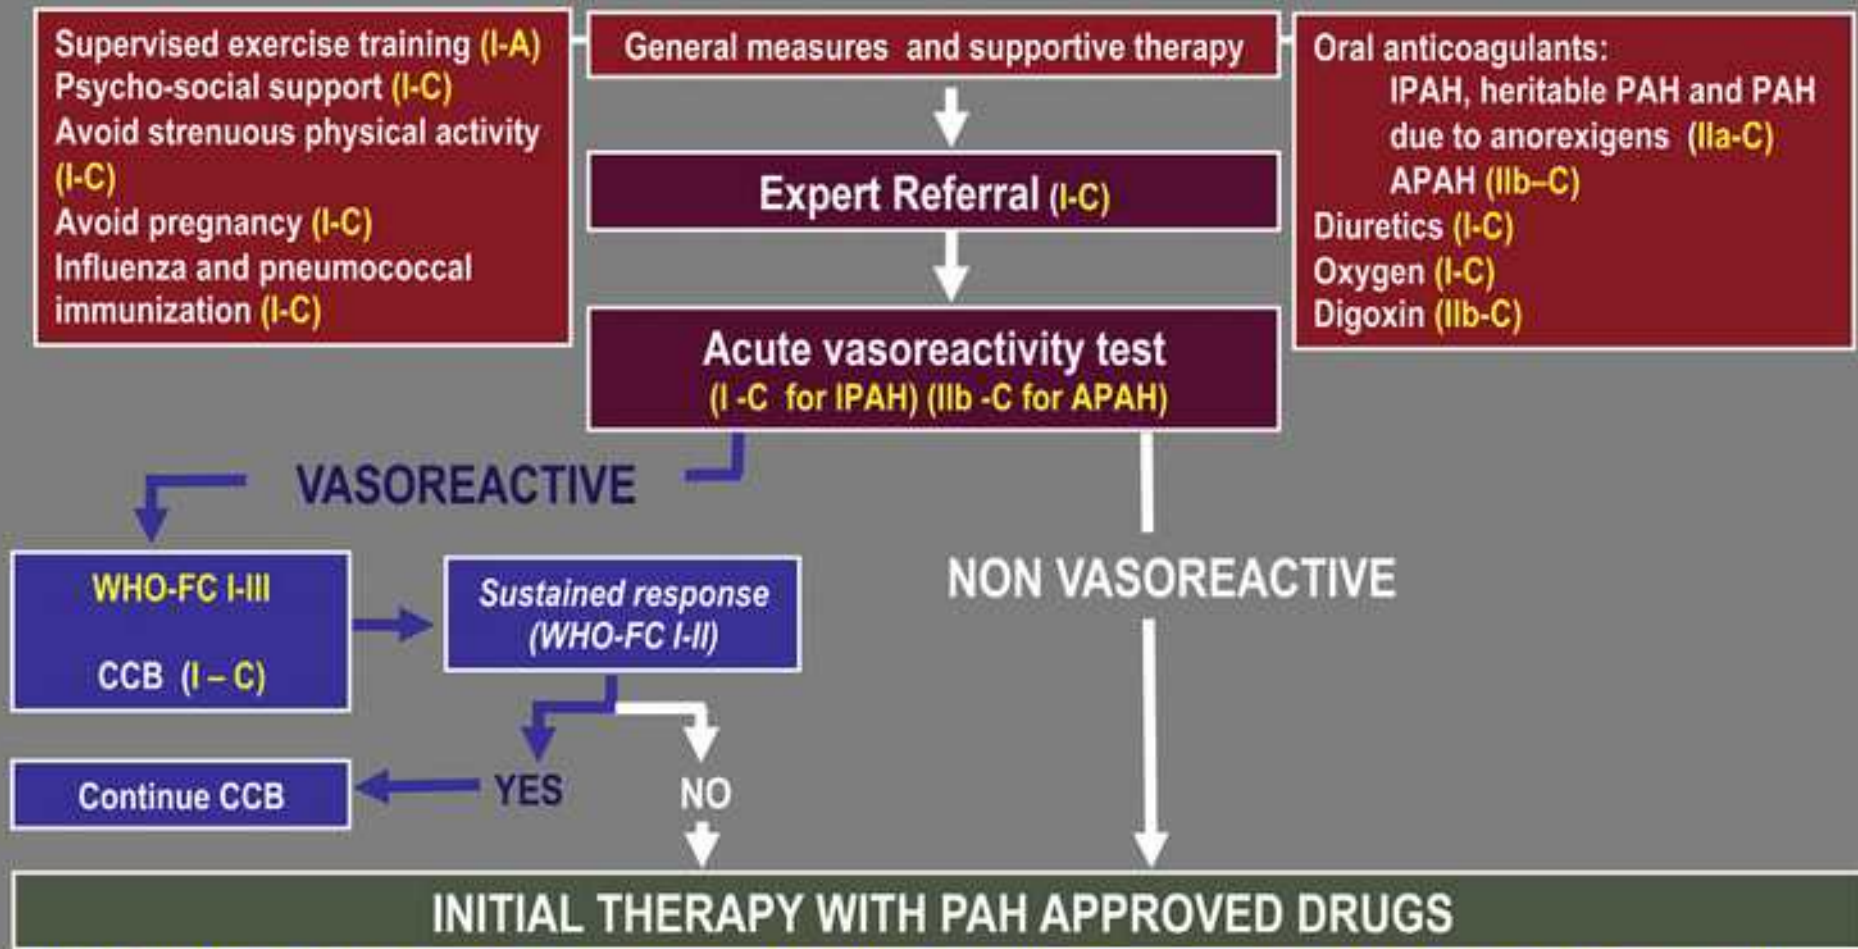 Supervised exercise training (I-A)
Psycho-social support (I-C)
Avoid strenuous physical activity
(I-C)
Avoid pregnancy (I-C)
Influenza and pneumococcal
immunization (I-C)
General measures and supportive therapy
Oral anticoagulants:
IPAH, heritable PAH and PAH
due to anorexigens (IIa-C)
APAH (IIb–C)
Diuretics (I-C)
Oxygen (I-C)
Digoxin (IIb-C)
Expert Referral (I-C)
Acute vasoreactivity test
(I -C for IPAH) (IIb -C for APAH)
VASOREACTIVE
NON VASOREACTIVE
WHO-FC I-III
CCB (I – C)
Sustained response
(WHO-FC I-II)
YES
NO
Continue CCB
INITIAL THERAPY WITH PAH APPROVED DRUGS